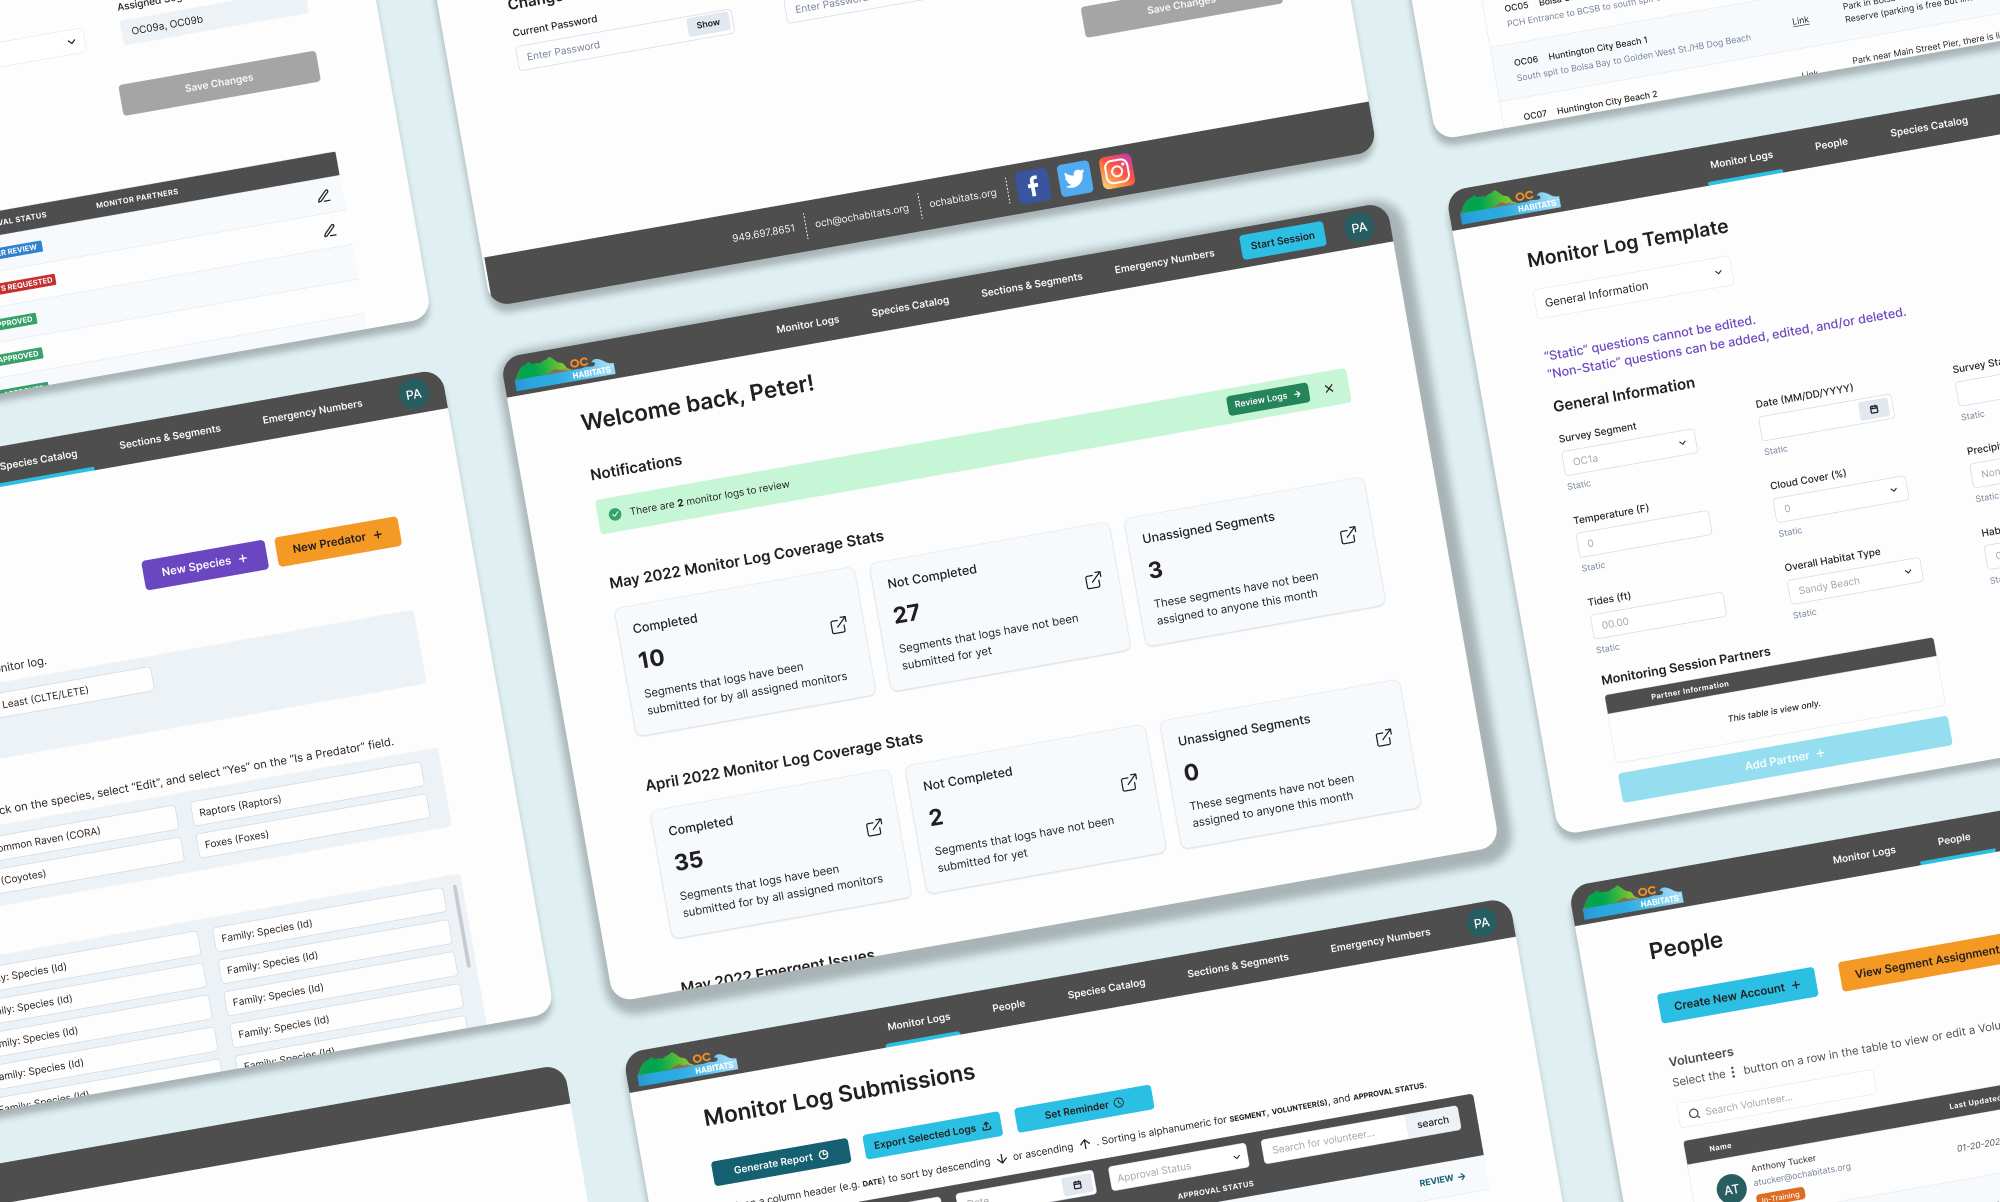 Assigned
OC09a, OC09b
Save Changes
MONITOR PARTNERS
STATUS
REVIEW
REQUESTED
APPROVED
Current Password
Enter Password
Show
Enter Password
Save Changes
949.697.8651
och@ochabitats.org
ochabitats.org
OC05
PCH Entrance to BCSB to south spit
OC06 Huntington City Beach 1
South spit to Bolsa Bay to Golden West St./HB Dog Beach
Link
Park in
Reserve (parking is free but
OC07 Huntington City Beach 2
Park near Main Street Pier, there is
Species Catalog
Sections & Segments
Emergency Numbers
PA
New Species +
New Predator +
monitor log.
Least (CLTE/LETE)
on the species, select “Edit”, and select “Yes” on the “Is a Predator” field.
Raven (CORA)
Raptors (Raptors)
(Coyotes)
Foxes (Foxes)
Species (Id)
Family: Species (Id)
Species (Id)
Family: Species (Id)
Species (Id)
Family: Species (Id)
Species (Id)
Family: Species (Id)
Species (Id)
Family: Species (Id)
OC
HABITATS
Monitor Logs
Species Catalog
Sections & Segments
Emergency Numbers
Start Session
PA
Welcome back, Peter!
Notifications
There are 2 monitor logs to review
Review Logs
May 2022 Monitor Log Coverage Stats
Completed
10
Segments that logs have been
submitted for by all assigned monitors
Not Completed
27
Segments that logs have not been
submitted for yet
Unassigned Segments
3
These segments have not been
assigned to anyone this month
April 2022 Monitor Log Coverage Stats
Completed
35
Segments that logs have been
submitted for by all assigned monitors
Not Completed
2
Segments that logs have not been
submitted for yet
Unassigned Segments
0
These segments have not been
assigned to anyone this month
May 2022 Emergent Issues
OC
HABITATS
Monitor Logs
People
Species Catalog
Monitor Log Template
General Information
“Static” questions cannot be edited.
“Non-Static” questions can be added, edited, and/or deleted.
General Information
Survey Segment
OC1a
Static
Date (MM/DD/YYYY)
Static
Survey
Static
Temperature (F)
0
Static
Cloud Cover (%)
0
Static
Static
Tides (ft)
00.00
Static
Overall Habitat Type
Sandy Beach
Static
Monitoring Session Partners
Partner Information
This table is view only.
Add Partner +
OC
HABITATS
Monitor Logs
People
Species Catalog
Sections & Segments
Emergency Numbers
PA
Monitor Log Submissions
Generate Report
Export Selected Logs
Set Reminder
a column header (e.g. DATE) to sort by descending ↓ or ascending ↑ . Sorting is alphanumeric for SEGMENT, VOLUNTEER(S), and APPROVAL STATUS.
Date
Approval Status
Search for volunteer...
search
APPROVAL STATUS
REVIEW →
OC
HABITATS
Monitor Logs
People
People
Create New Account +
View Segment
Volunteers
Select the ⋮ button on a row in the table to view or edit a
Search Volunteer...
Name
Last Updated
AT
Anthony Tucker
atucker@ochabitats.org
In-Training